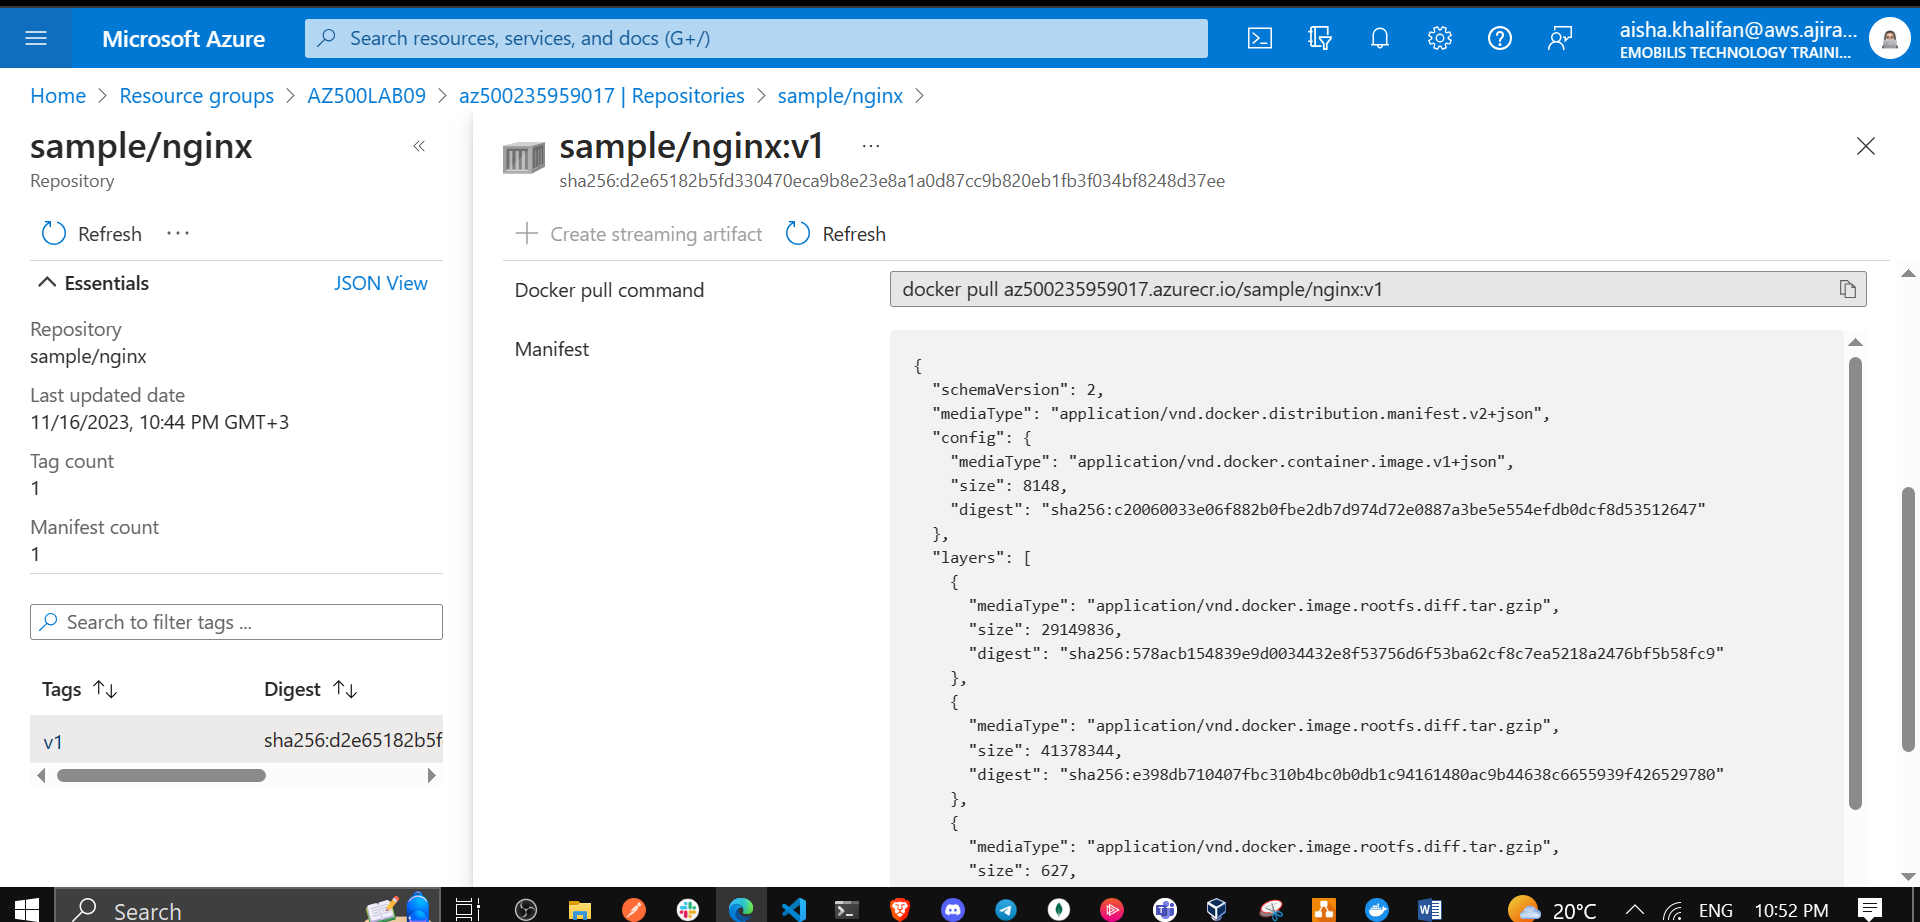 Microsoft Azure
Search resources, services, and docs (G+/)
aisha.khalifan@aws.ajira...
EMOBILIS TECHNOLOGY TRAINI...
Home > Resource groups > AZ500LAB09 > az500235959017 | Repositories > sample/nginx >
sample/nginx
Repository
Refresh ...
Essentials
JSON View
Repository
sample/nginx
Last updated date
11/16/2023, 10:44 PM GMT+3
Tag count
1
Manifest count
1
Search to filter tags ...
Tags Digest
v1 sha256:d2e65182b5f
sample/nginx:v1 ...
sha256:d2e65182b5fd330470eca9b8e23e8a1a0d87cc9b820eb1fb3f034bf8248d37ee
Create streaming artifact Refresh
Docker pull command
docker pull az500235959017.azurecr.io/sample/nginx:v1
Manifest
{
"schemaVersion": 2,
"mediaType": "application/vnd.docker.distribution.manifest.v2+json",
"config": {
"mediaType": "application/vnd.docker.container.image.v1+json",
"size": 8148,
"digest": "sha256:c20060033e06f882b0fbe2db7d974d72e0887a3be5e554efdb0dcf8d53512647"
},
"layers": [
{
"mediaType": "application/vnd.docker.image.rootfs.diff.tar.gzip",
"size": 29149836,
"digest": "sha256:578acb154839e9d0034432e8f53756d6f53ba62cf8c7ea5218a2476bf5b58fc9"
},
{
"mediaType": "application/vnd.docker.image.rootfs.diff.tar.gzip",
"size": 41378344,
"digest": "sha256:e398db710407fbc310b4bc0b0db1c94161480ac9b44638c6655939f426529780"
},
{
"mediaType": "application/vnd.docker.image.rootfs.diff.tar.gzip",
"size": 627,
Search
20°C
ENG
10:52 PM